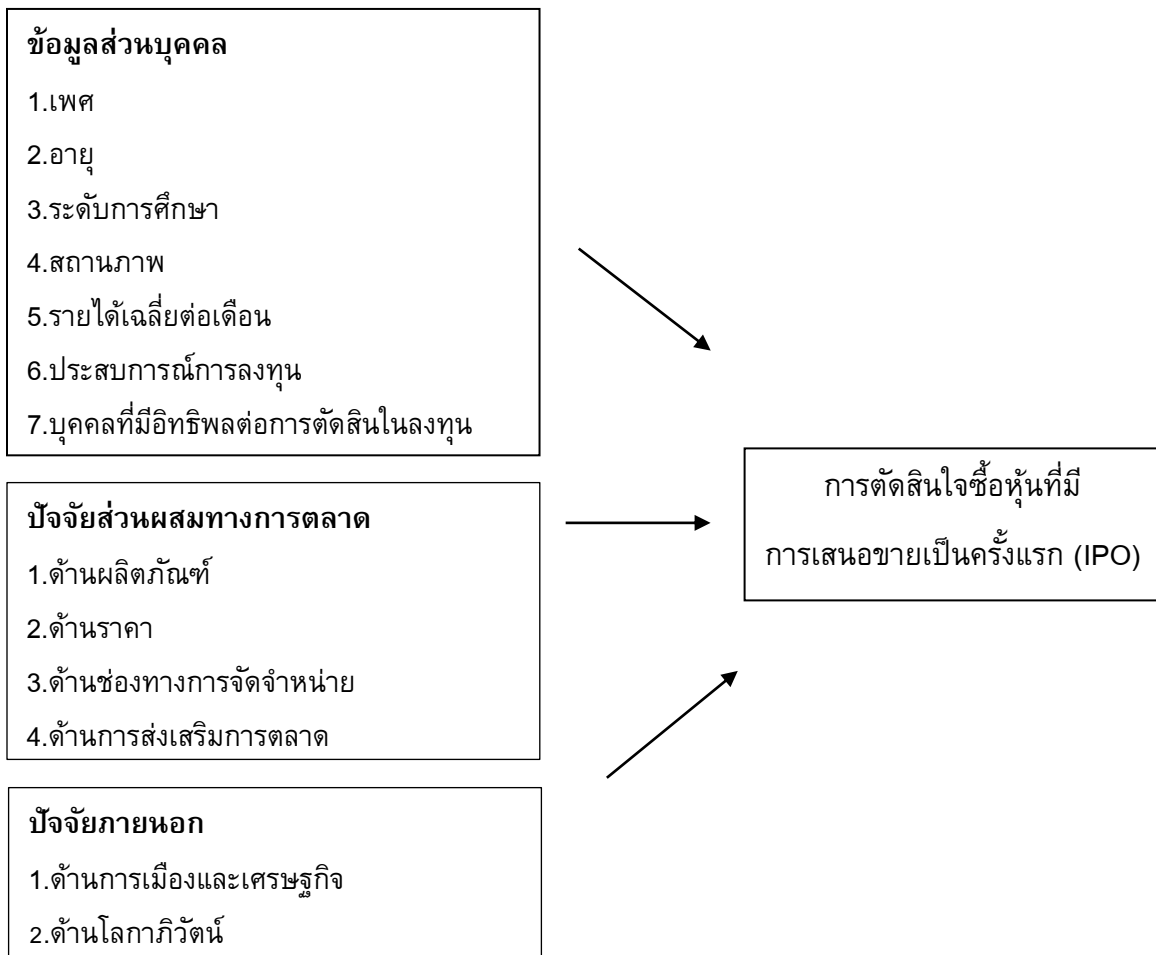 ข้อมูลส่วนบุคคล
1.เพศ
2.อายุ
3.ระดับการศึกษา
4.สถานภาพ
5.รายได้เฉลี่ยต่อเดือน
6.ประสบการณ์การลงทุน
7.บุคคลที่มีอิทธิพลต่อการตัดสินในลงทุน
ปัจจัยส่วนผสมทางการตลาด
1.ด้านผลิตภัณฑ์
2.ด้านราคา
3.ด้านช่องทางการจัดจำหน่าย
4.ด้านการส่งเสริมการตลาด
ปัจจัยภายนอก
1.ด้านการเมืองและเศรษฐกิจ
2.ด้านโลกาภิวัตน์
การตัดสินใจซื้อหุ้นที่มี
การเสนอขายเป็นครั้งแรก (IPO)